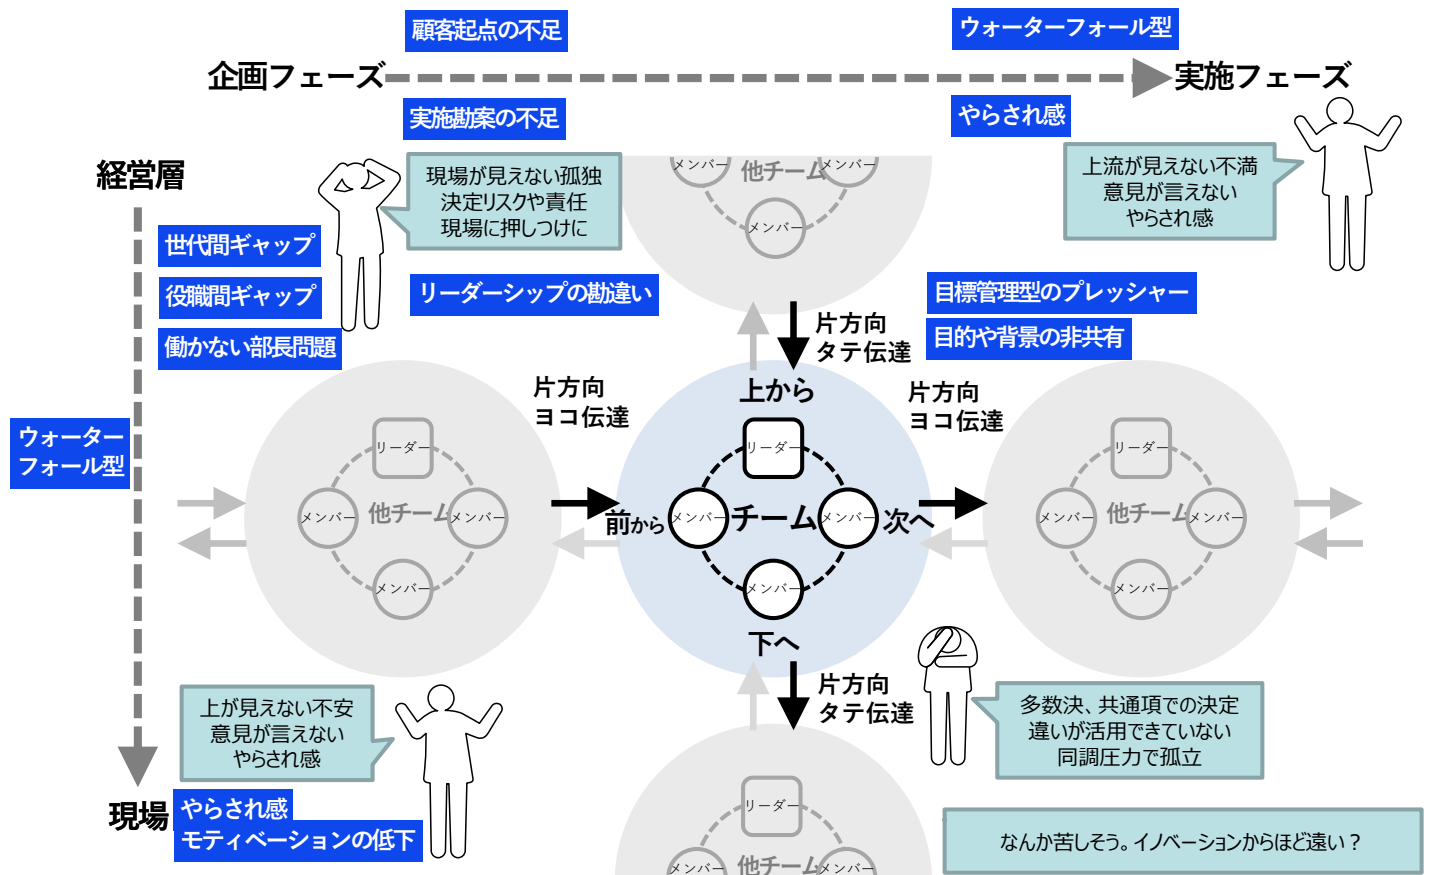 顧客起点の不足
ウォーターフォール型
企画フェーズ
実施フェーズ
実施勘案の不足
やらされ感
経営層
現場が見えない孤独
決定リスクや責任
現場に押しつけに
メンバー
他チーム
メンバー
メンバー
上流が見えない不満
意見が言えない
やらされ感
世代間ギャップ
役職間ギャップ
働かない部長問題
リーダーシップの勘違い
目標管理型のプレッシャー
目的や背景の非共有
片方向
タテ伝達
片方向
ヨコ伝達
上から
片方向
ヨコ伝達
ウォーター
フォール型
リーダー
メンバー
他チーム
メンバー
メンバー
リーダー
前から
メンバー
チーム
メンバー
次へ
メンバー
下へ
リーダー
メンバー
他チーム
メンバー
メンバー
片方向
タテ伝達
上が見えない不安
意見が言えない
やらされ感
多数決、共通項での決定
違いが活用できていない
同調圧力で孤立
現場
やらされ感
モティベーションの低下
リーダー
メンバー
他チーム
メンバー
なんか苦しそう。イノベーションからほど遠い？